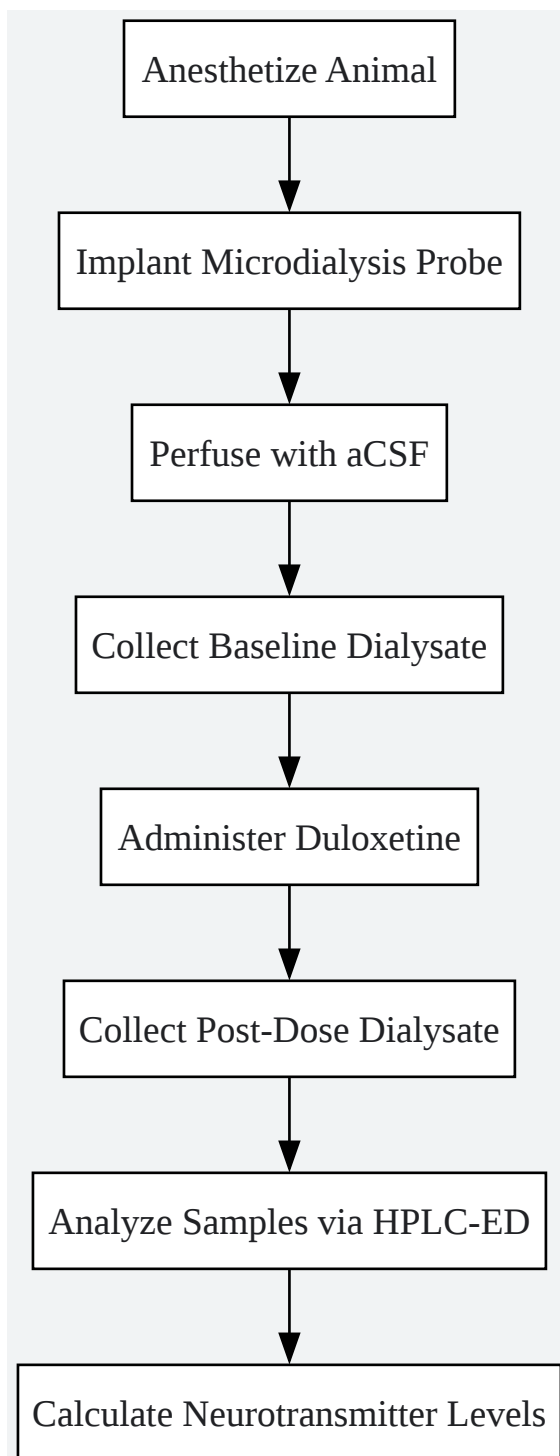 Anesthetize Animal
Implant Microdialysis Probe
Perfuse with aCSF
Collect Baseline Dialysate
Administer Duloxetine
Collect Post-Dose Dialysate
Analyze Samples via HPLC-ED
Calculate Neurotransmitter Levels